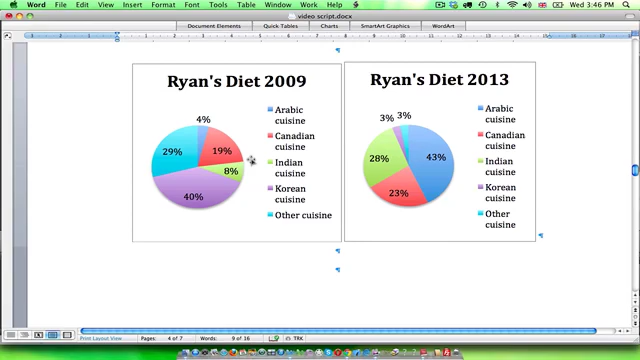 Word File Edit View Insert Format Font Tools Table Window Work Help
Wed 3:46 PM
video script.docx
Document Elements Quick Tables Charts SmartArt Graphics WordArt
Ryan's Diet 2009
4%
19%
8%
40%
29%
Arabic
cuisine
Canadian
cuisine
Indian
cuisine
Korean
cuisine
Other cuisine
Ryan's Diet 2013
3%
3%
43%
28%
23%
Arabic
cuisine
Canadian
cuisine
Indian
cuisine
Korean
cuisine
Other
cuisine
Print Layout View Pages: 4 of 7 Words: 9 of 16 TRK